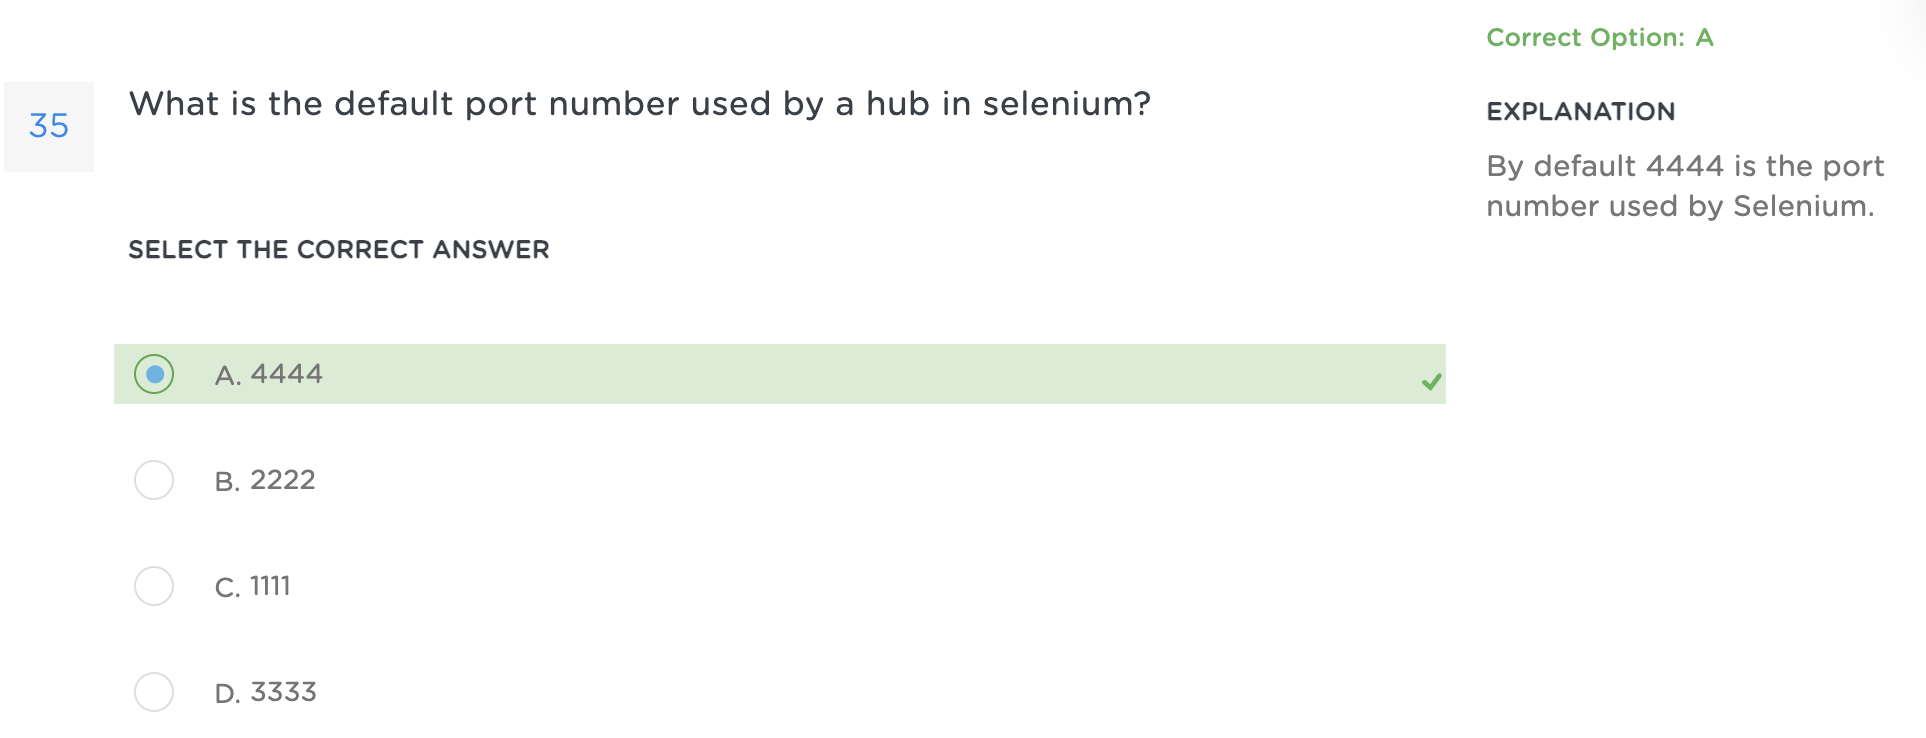 35
What is the default port number used by a hub in selenium?
SELECT THE CORRECT ANSWER
A. 4444
B. 2222
C. 1111
D. 3333
Correct Option: A
EXPLANATION
By default 4444 is the port
number used by Selenium.